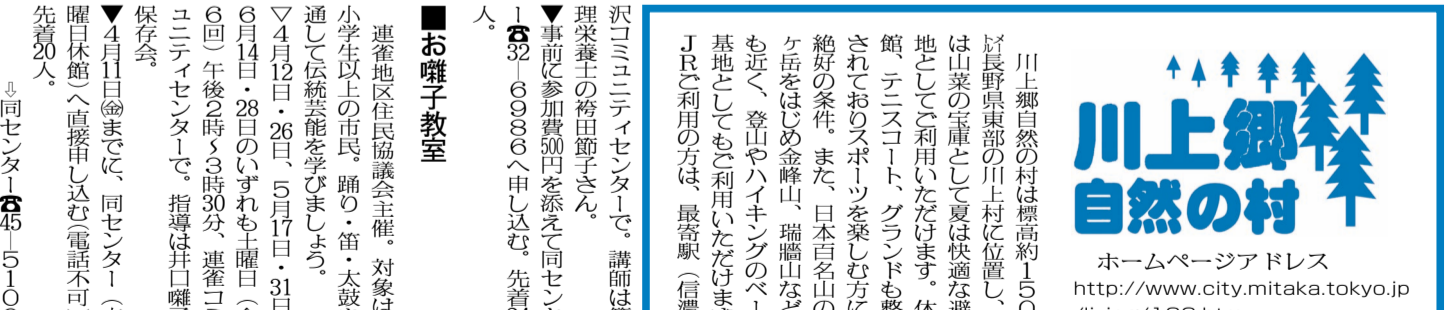 川上郷
自然の村
ホームページアドレス
http://www.city.mitaka.tokyo.jp
川上郷自然の村は標高約150
長野県東部の川上村に位置し、
は山菜の宝庫として夏は快適な避
地としてご利用いただけます。体
館、テニスコート、グランドも整
されておりスポーツを楽しむ方に
絶好の条件。また、日本百名山の
ヶ岳をはじめ金峰山、瑞牆山など
も近く、登山やハイキングのベー
基地としてもご利用いただけま
JRご利用の方は、最寄駅（信濃
沢コミュニティセンターで。講師は管
理栄養士の袴田節子さん。
▼事前に参加費500円を添えて同セン
ー☎32―6986へ申し込む。先着
人。
■お囃子教室
連雀地区住民協議会主催。対象は
小学生以上の市民。踊り・笛・太鼓
通して伝統芸能を学びましょう。
▽4月12日・26日、5月17日・31日
6月14日・28日のいずれも土曜日（全
6回）午後2時～3時30分、連雀コ
ュニティセンターで。指導は井口囃子
保存会。
▼4月11日㈮までに、同センター（
曜日休館）へ直接申し込む（電話不可）
先着20人。
⇩同センター☎45―510